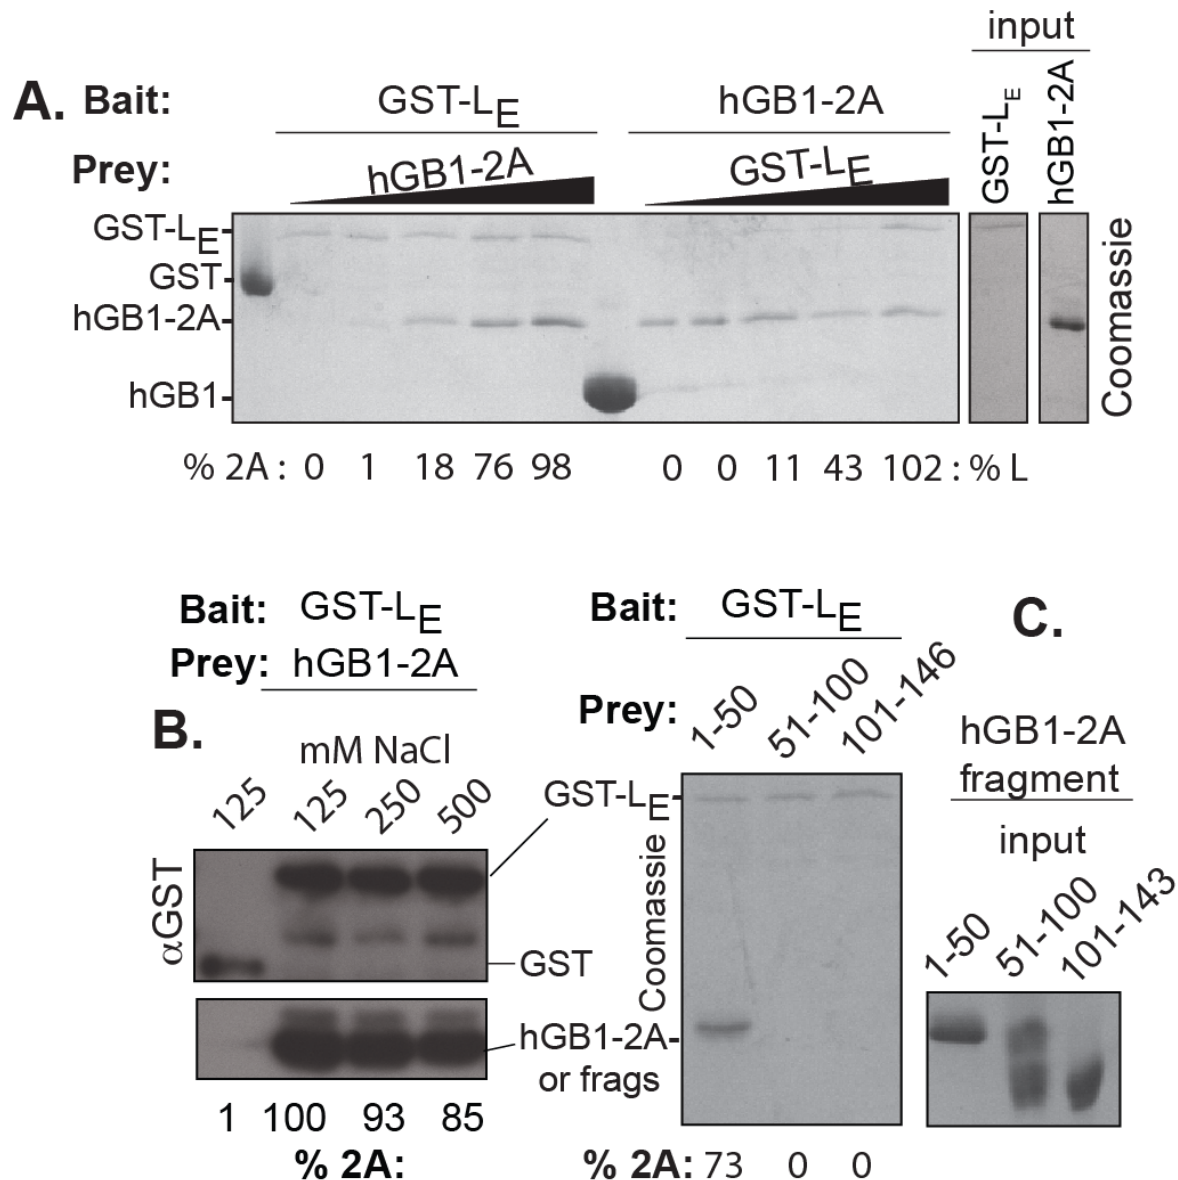 input
A. Bait: GST-LE hGB1-2A GST-LE hGB1-2A
Prey: hGB1-2A GST-LE
GST-LE
GST
hGB1-2A
hGB1
Coomassie
% 2A : 0 1 18 76 98 0 0 11 43 102 : % L
Bait: GST-LE
Prey: hGB1-2A
B.
mM NaCl
125 125 250 500
αGST
GST
hGB1-2A
or frags
1 100 93 85
% 2A:
Bait: GST-LE
C.
Prey: 1-50 51-100 101-146
GST-LE
Coomassie
hGB1-2A
fragment
input
1-50 51-100 101-143
% 2A: 73 0 0